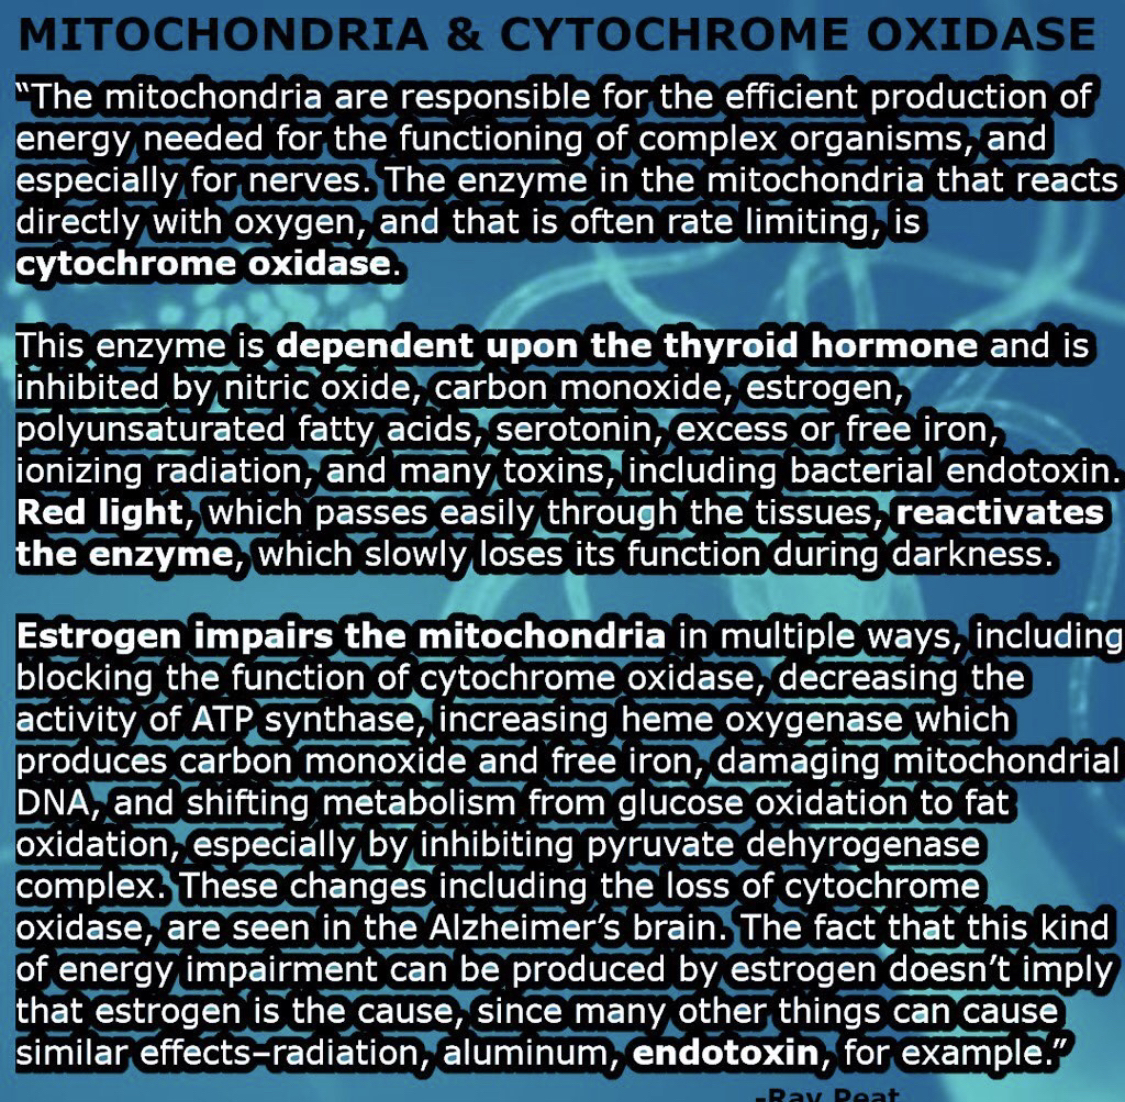 MITOCHONDRIA & CYTOCHROME OXIDASE
“The mitochondria are responsible for the efficient production of
energy needed for the functioning of complex organisms, and
especially for nerves. The enzyme in the mitochondria that reacts
directly with oxygen, and that is often rate limiting, is
cytochrome oxidase.
This enzyme is dependent upon the thyroid hormone and is
inhibited by nitric oxide, carbon monoxide, estrogen,
polyunsaturated fatty acids, serotonin, excess or free iron,
ionizing radiation, and many toxins, including bacterial endotoxin.
Red light, which passes easily through the tissues, reactivates
the enzyme, which slowly loses its function during darkness.
Estrogen impairs the mitochondria in multiple ways, including
blocking the function of cytochrome oxidase, decreasing the
activity of ATP synthase, increasing heme oxygenase which
produces carbon monoxide and free iron, damaging mitochondrial
DNA, and shifting metabolism from glucose oxidation to fat
oxidation, especially by inhibiting pyruvate dehyrogenase
complex. These changes including the loss of cytochrome
oxidase, are seen in the Alzheimer’s brain. The fact that this kind
of energy impairment can be produced by estrogen doesn’t imply
that estrogen is the cause, since many other things can cause
similar effects–radiation, aluminum, endotoxin, for example.”
-Ray Peat